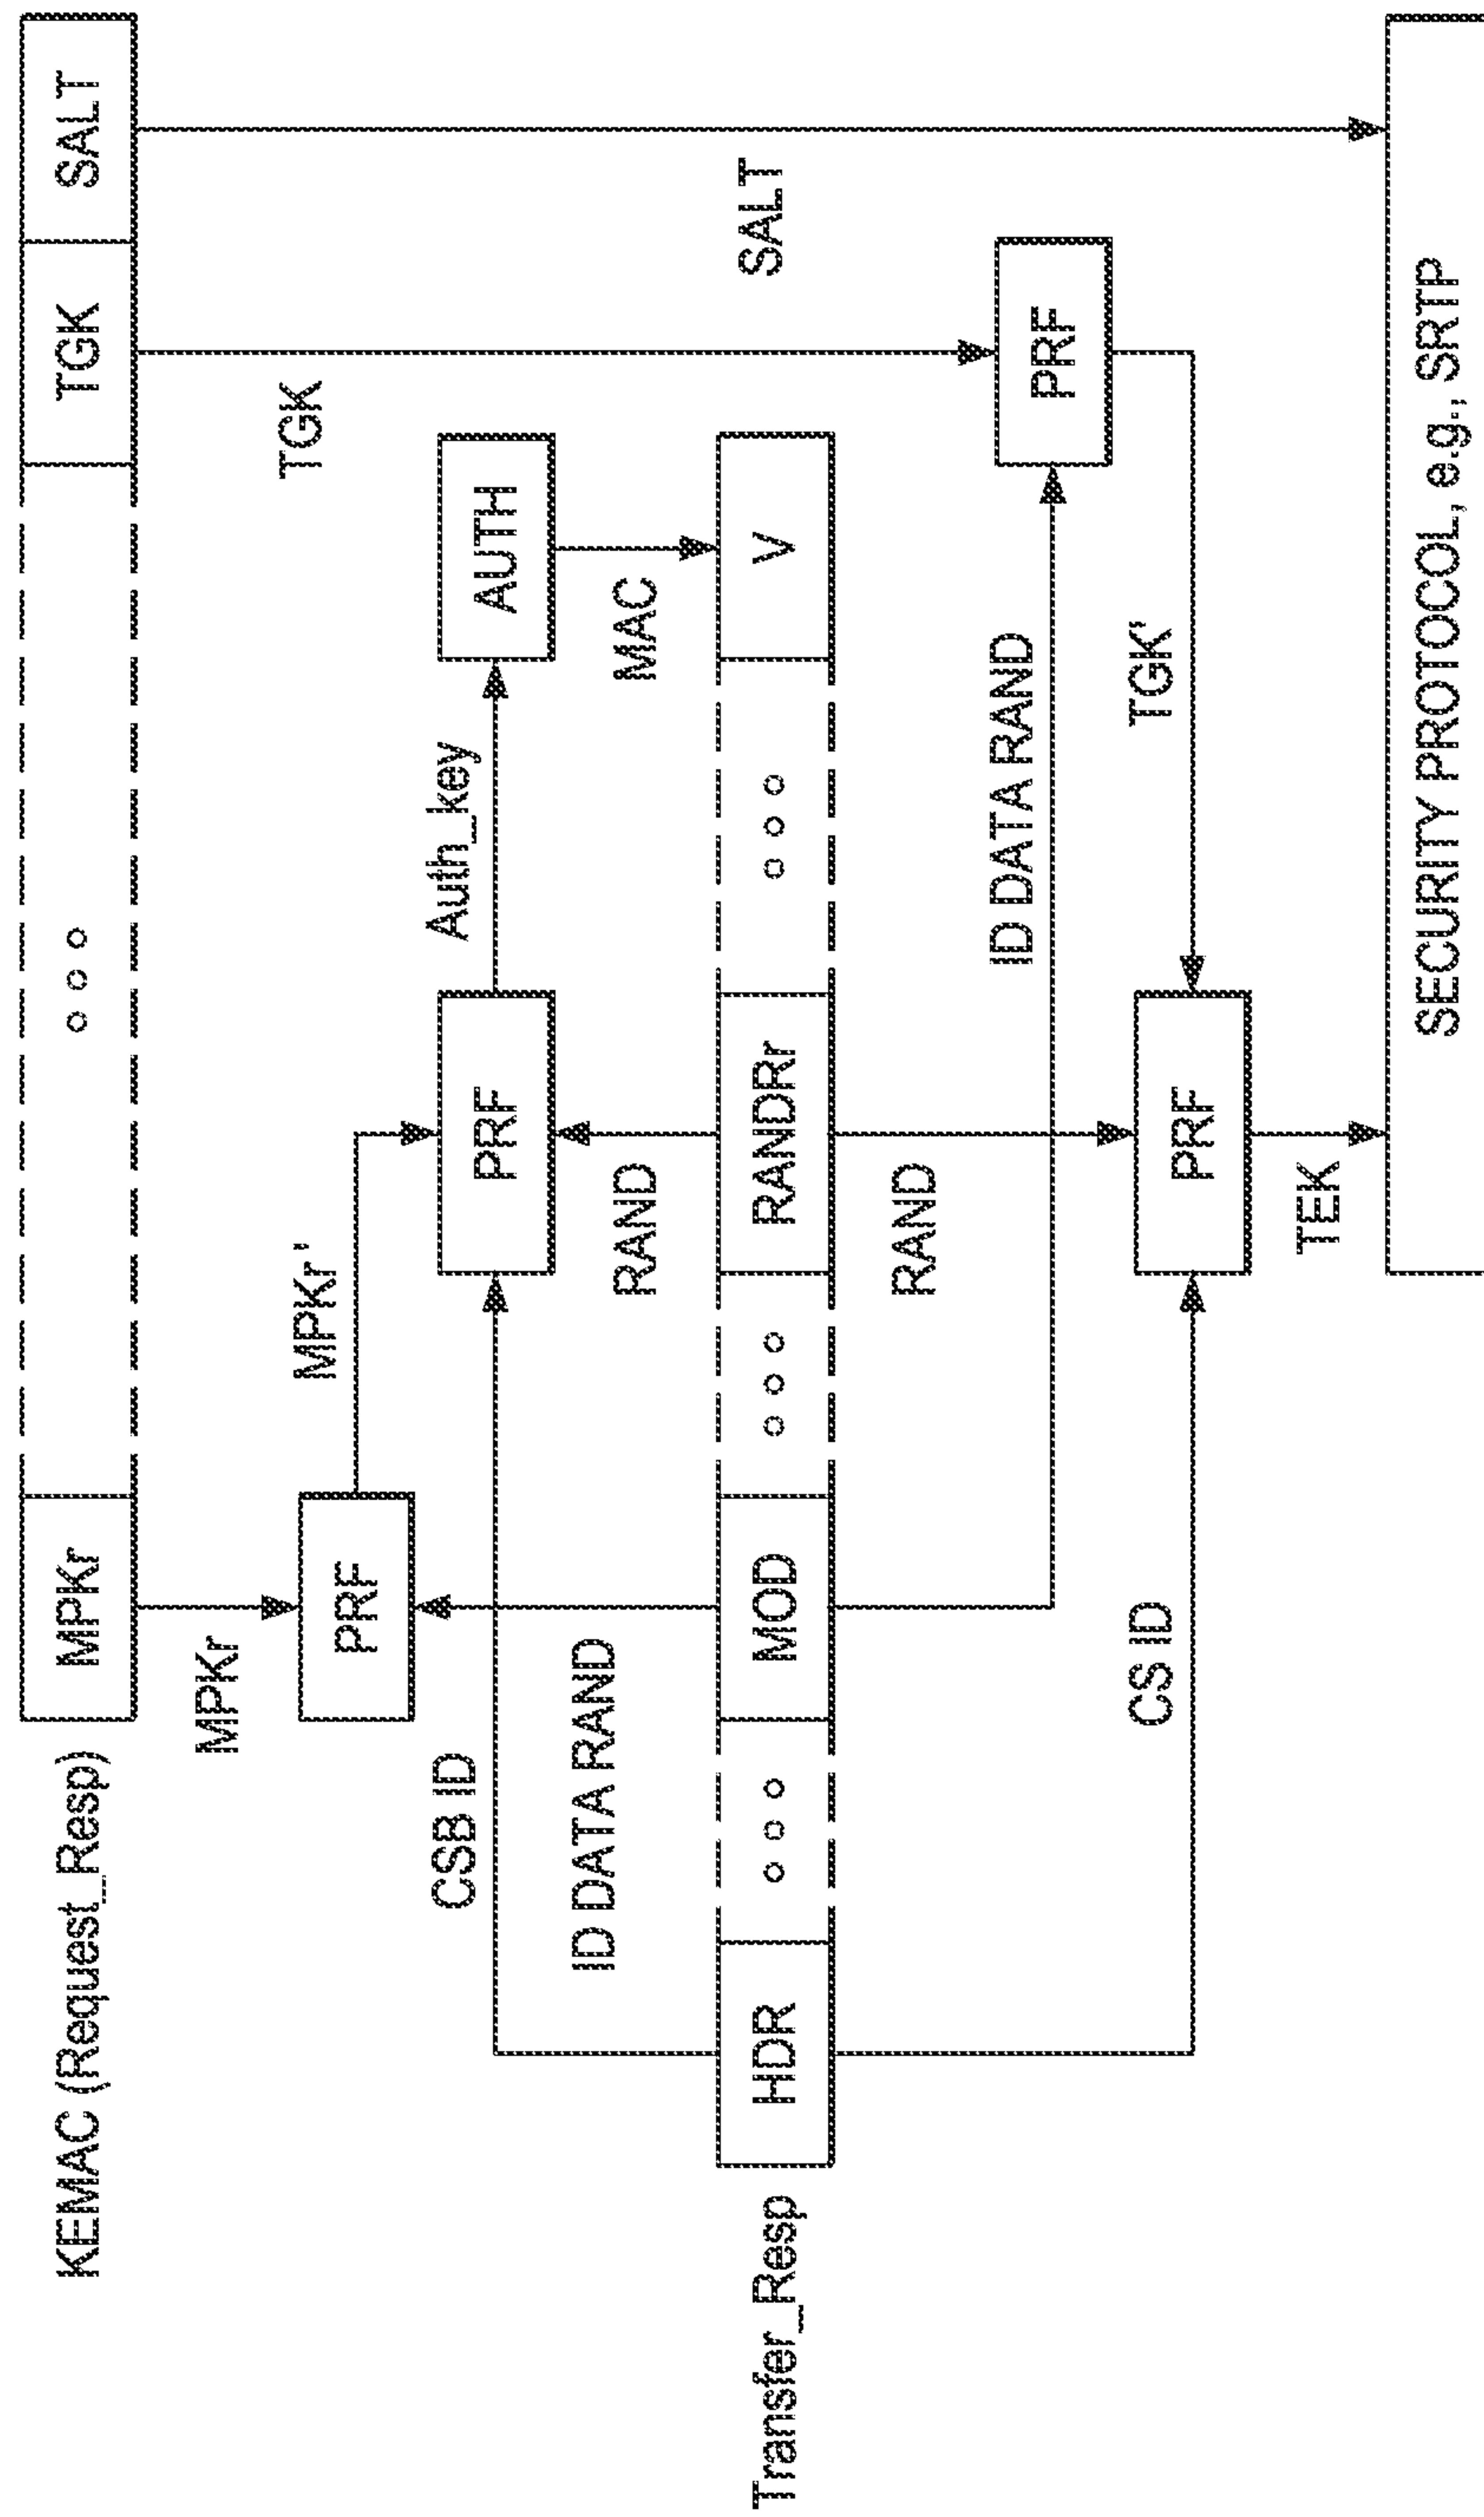 KEMAC (Request_Resp)
MPKr
TGK
SALT
MPKr
PRF
MPKr'
TGK
CSB ID
PRF
Auth_key
AUTH
ID DATA RAND
RAND
MAC
Transfer_Resp
HDR
MOD
RANDRr
V
SALT
RAND
ID DATA RAND
PRF
CS ID
PRF
TGK'
TEK
SECURITY PROTOCOL, e.g., SRTP